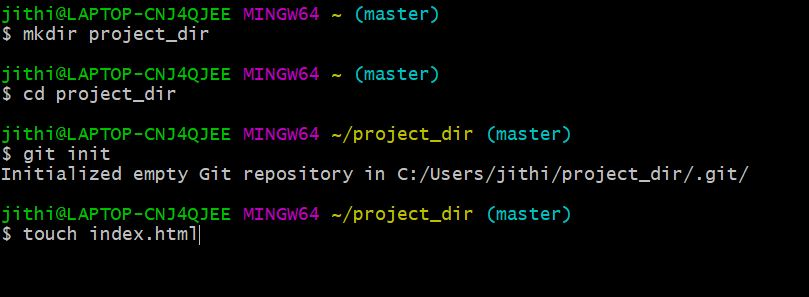 jithi@LAPTOP-CNJ4QJEE MINGW64 ~ (master)
$ mkdir project_dir
jithi@LAPTOP-CNJ4QJEE MINGW64 ~ (master)
$ cd project_dir
jithi@LAPTOP-CNJ4QJEE MINGW64 ~/project_dir (master)
$ git init
Initialized empty Git repository in C:/Users/jithi/project_dir/.git/
jithi@LAPTOP-CNJ4QJEE MINGW64 ~/project_dir (master)
$ touch index.html